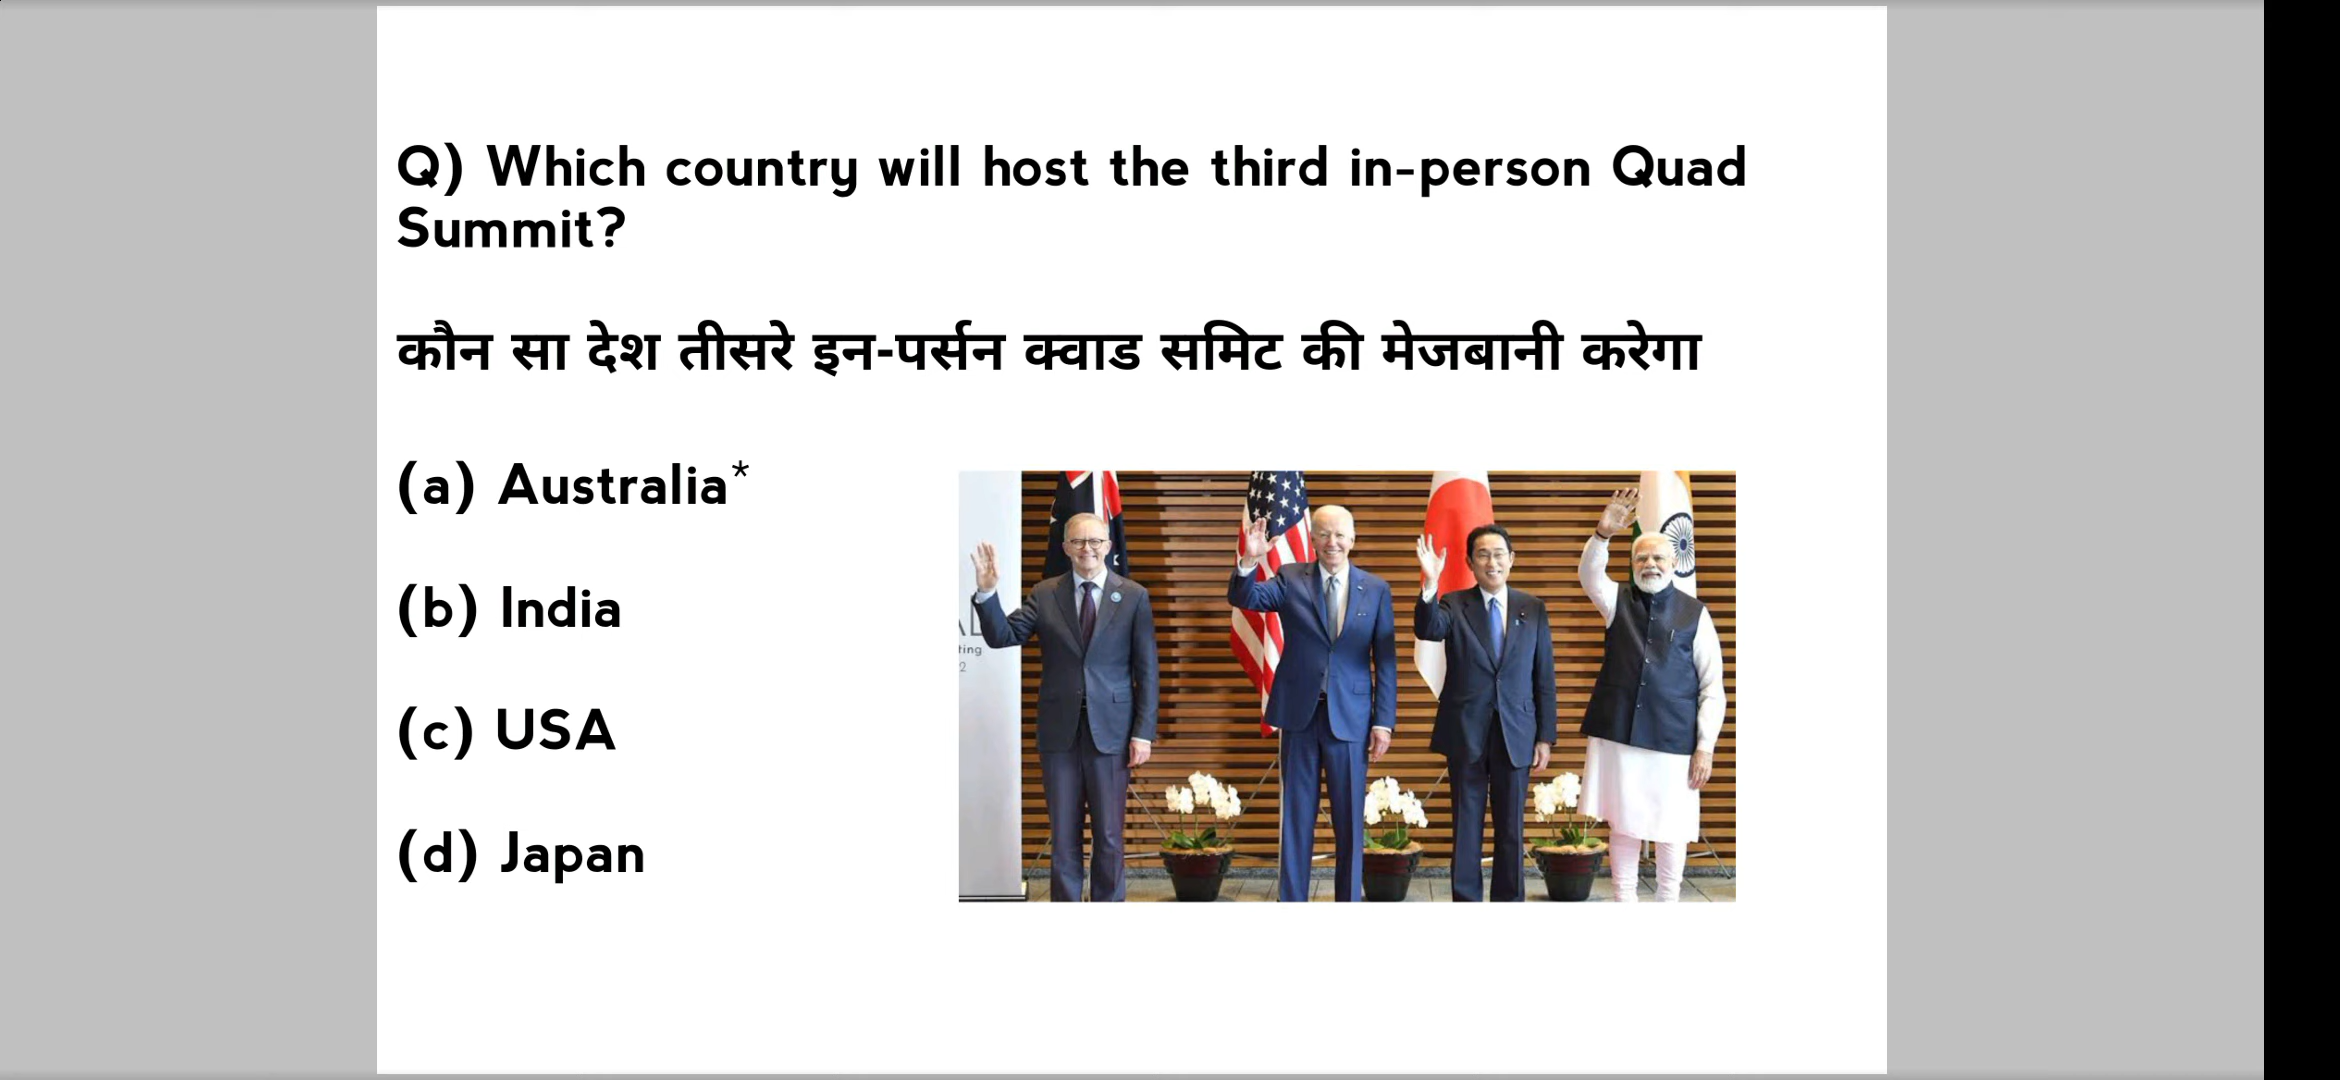 Q) Which country will host the third in-person Quad
Summit?
कौन सा देश तीसरे इन-पर्सन क्वाड समिट की मेजबानी करेगा
(a) Australia*
(b) India
(c) USA
(d) Japan